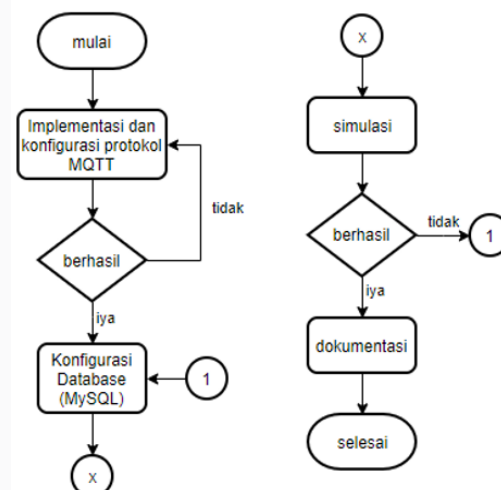 mulai
Implementasi dan
konfigurasi protokol
MQTT
tidak
berhasil
iya
Konfigurasi
Database
(MySQL)
1
x
x
simulasi
berhasil
tidak
1
iya
dokumentasi
selesai